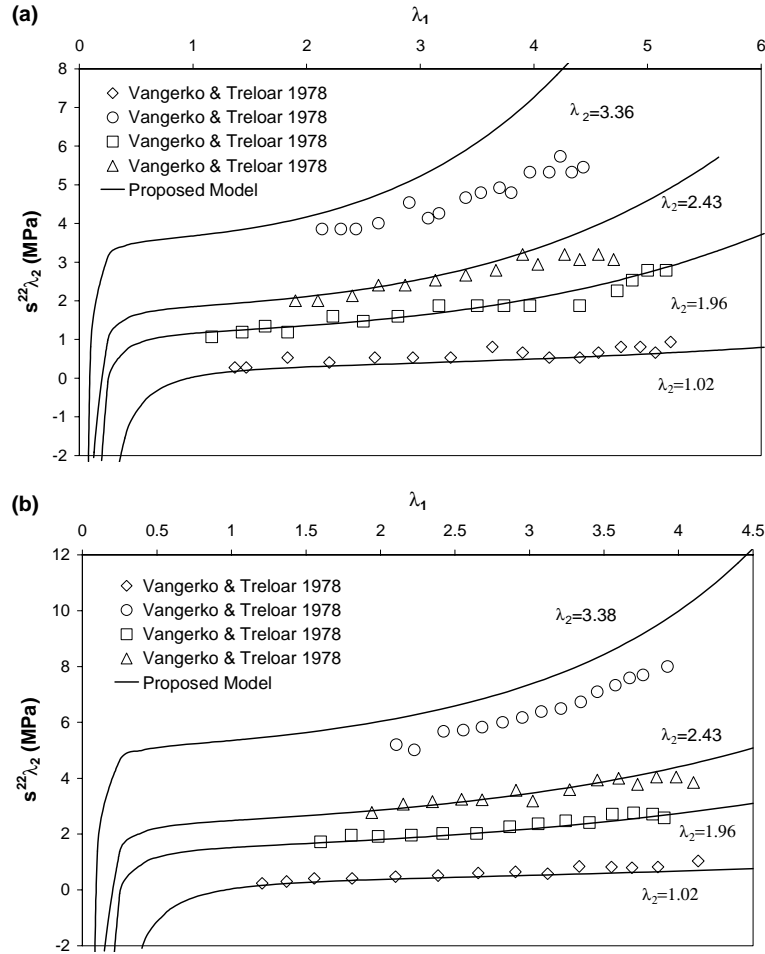 (a)
λ1
0 1 2 3 4 5 6
8
7
6
5
4
3
2
1
0
-1
-2
s22λ2 (MPa)
Vangerko & Treloar 1978
Vangerko & Treloar 1978
Vangerko & Treloar 1978
Vangerko & Treloar 1978
Proposed Model
λ2=3.36
λ2=2.43
λ2=1.96
λ2=1.02
(b)
λ1
0 0.5 1 1.5 2 2.5 3 3.5 4 4.5
12
10
8
6
4
2
0
-2
s22λ2 (MPa)
Vangerko & Treloar 1978
Vangerko & Treloar 1978
Vangerko & Treloar 1978
Vangerko & Treloar 1978
Proposed Model
λ2=3.38
λ2=2.43
λ2=1.96
λ2=1.02